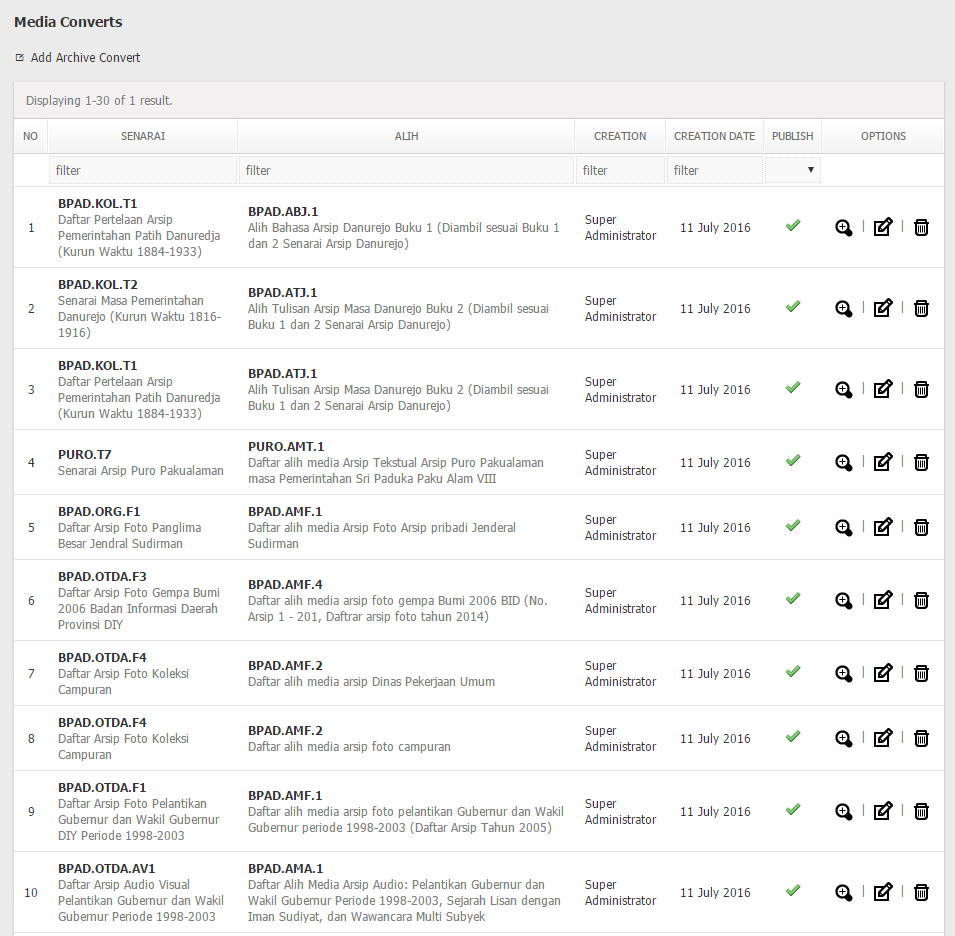 Media Converts
Add Archive Convert
Displaying 1-30 of 1 result.
NO SENARAI ALIH CREATION CREATION DATE PUBLISH OPTIONS
filter filter filter filter
1
BPAD.KOL.T1
Daftar Pertelaan Arsip
Pemerintahan Patih Danuredja
(Kurun Waktu 1884-1933)
BPAD.ABJ.1
Alih Bahasa Arsip Danurejo Buku 1 (Diambil sesuai Buku 1
dan 2 Senarai Arsip Danurejo)
Super
Administrator
11 July 2016
2
BPAD.KOL.T2
Senarai Masa Pemerintahan
Danurejo (Kurun Waktu 1816-
1916)
BPAD.ATJ.1
Alih Tulisan Arsip Masa Danurejo Buku 2 (Diambil sesuai
Buku 1 dan 2 Senarai Arsip Danurejo)
Super
Administrator
11 July 2016
3
BPAD.KOL.T1
Daftar Pertelaan Arsip
Pemerintahan Patih Danuredja
(Kurun Waktu 1884-1933)
BPAD.ATJ.1
Alih Tulisan Arsip Masa Danurejo Buku 2 (Diambil sesuai
Buku 1 dan 2 Senarai Arsip Danurejo)
Super
Administrator
11 July 2016
4
PURO.T7
Senarai Arsip Puro Pakualaman
PURO.AMT.1
Daftar alih media Arsip Tekstual Arsip Puro Pakualaman
masa Pemerintahan Sri Paduka Paku Alam VIII
Super
Administrator
11 July 2016
5
BPAD.ORG.F1
Daftar Arsip Foto Panglima
Besar Jendral Sudirman
BPAD.AMF.1
Daftar alih media Arsip Foto Arsip pribadi Jenderal
Sudirman
Super
Administrator
11 July 2016
6
BPAD.OTDA.F3
Daftar Arsip Foto Gempa Bumi
2006 Badan Informasi Daerah
Provinsi DIY
BPAD.AMF.4
Daftar alih media arsip foto gempa Bumi 2006 BID (No.
Arsip 1 - 201, Daftrar arsip foto tahun 2014)
Super
Administrator
11 July 2016
7
BPAD.OTDA.F4
Daftar Arsip Foto Koleksi
Campuran
BPAD.AMF.2
Daftar alih media arsip Dinas Pekerjaan Umum
Super
Administrator
11 July 2016
8
BPAD.OTDA.F4
Daftar Arsip Foto Koleksi
Campuran
BPAD.AMF.2
Daftar alih media arsip foto campuran
Super
Administrator
11 July 2016
9
BPAD.OTDA.F1
Daftar Arsip Foto Pelantikan
Gubernur dan Wakil Gubernur
DIY Periode 1998-2003
BPAD.AMF.1
Daftar alih media arsip foto pelantikan Gubernur dan Wakil
Gubernur periode 1998-2003 (Daftar Arsip Tahun 2005)
Super
Administrator
11 July 2016
10
BPAD.OTDA.AV1
Daftar Arsip Audio Visual
Pelantikan Gubernur dan Wakil
Gubernur Periode 1998-2003
BPAD.AMA.1
Daftar Alih Media Arsip Audio: Pelantikan Gubernur dan
Wakil Gubernur Periode 1998-2003, Sejarah Lisan dengan
Iman Sudiyat, dan Wawancara Multi Subyek
Super
Administrator
11 July 2016